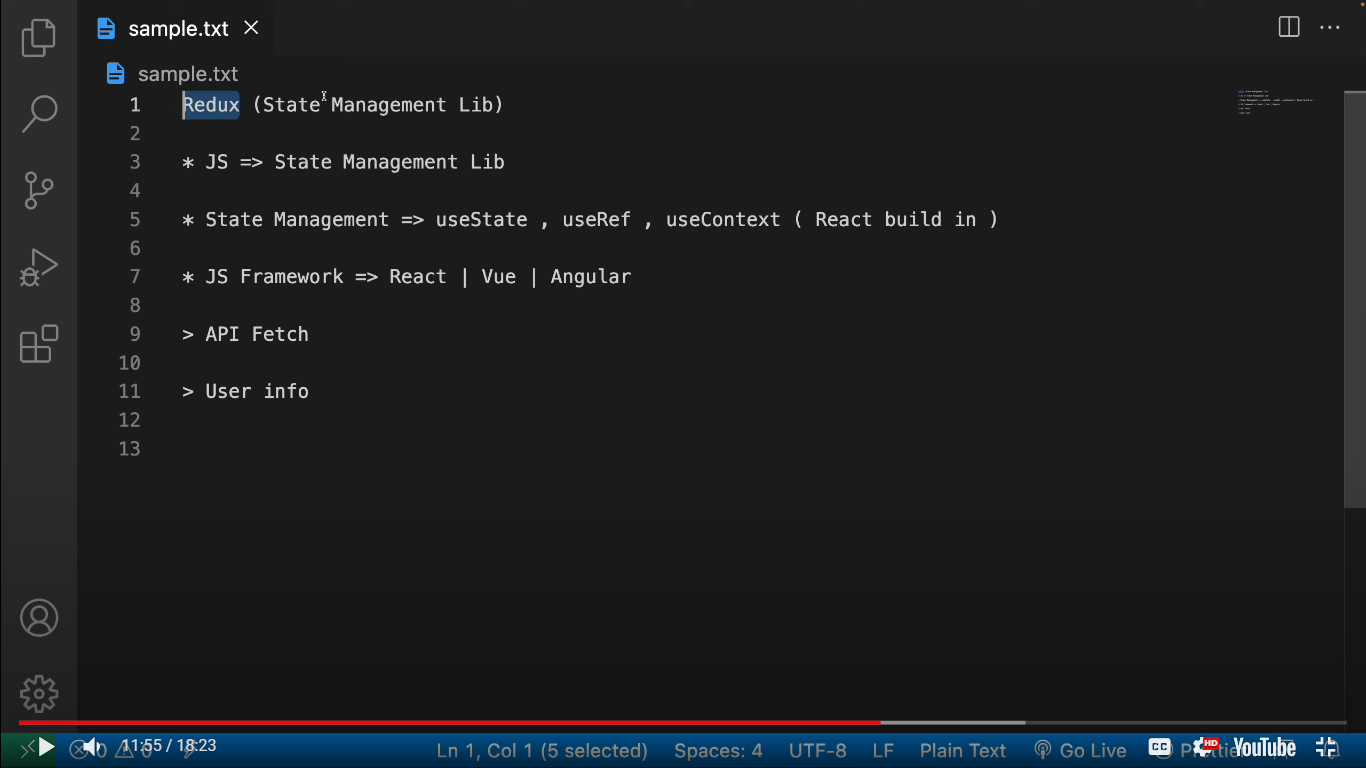 sample.txt
sample.txt
1 Redux (State Management Lib)
2
3 * JS => State Management Lib
4
5 * State Management => useState , useRef , useContext ( React build in )
6
7 * JS Framework => React | Vue | Angular
8
9 > API Fetch
10
11 > User info
12
13
0 0 11:55 / 18:23 Ln 1, Col 1 (5 selected) Spaces: 4 UTF-8 LF Plain Text Go Live CC HD YouTube